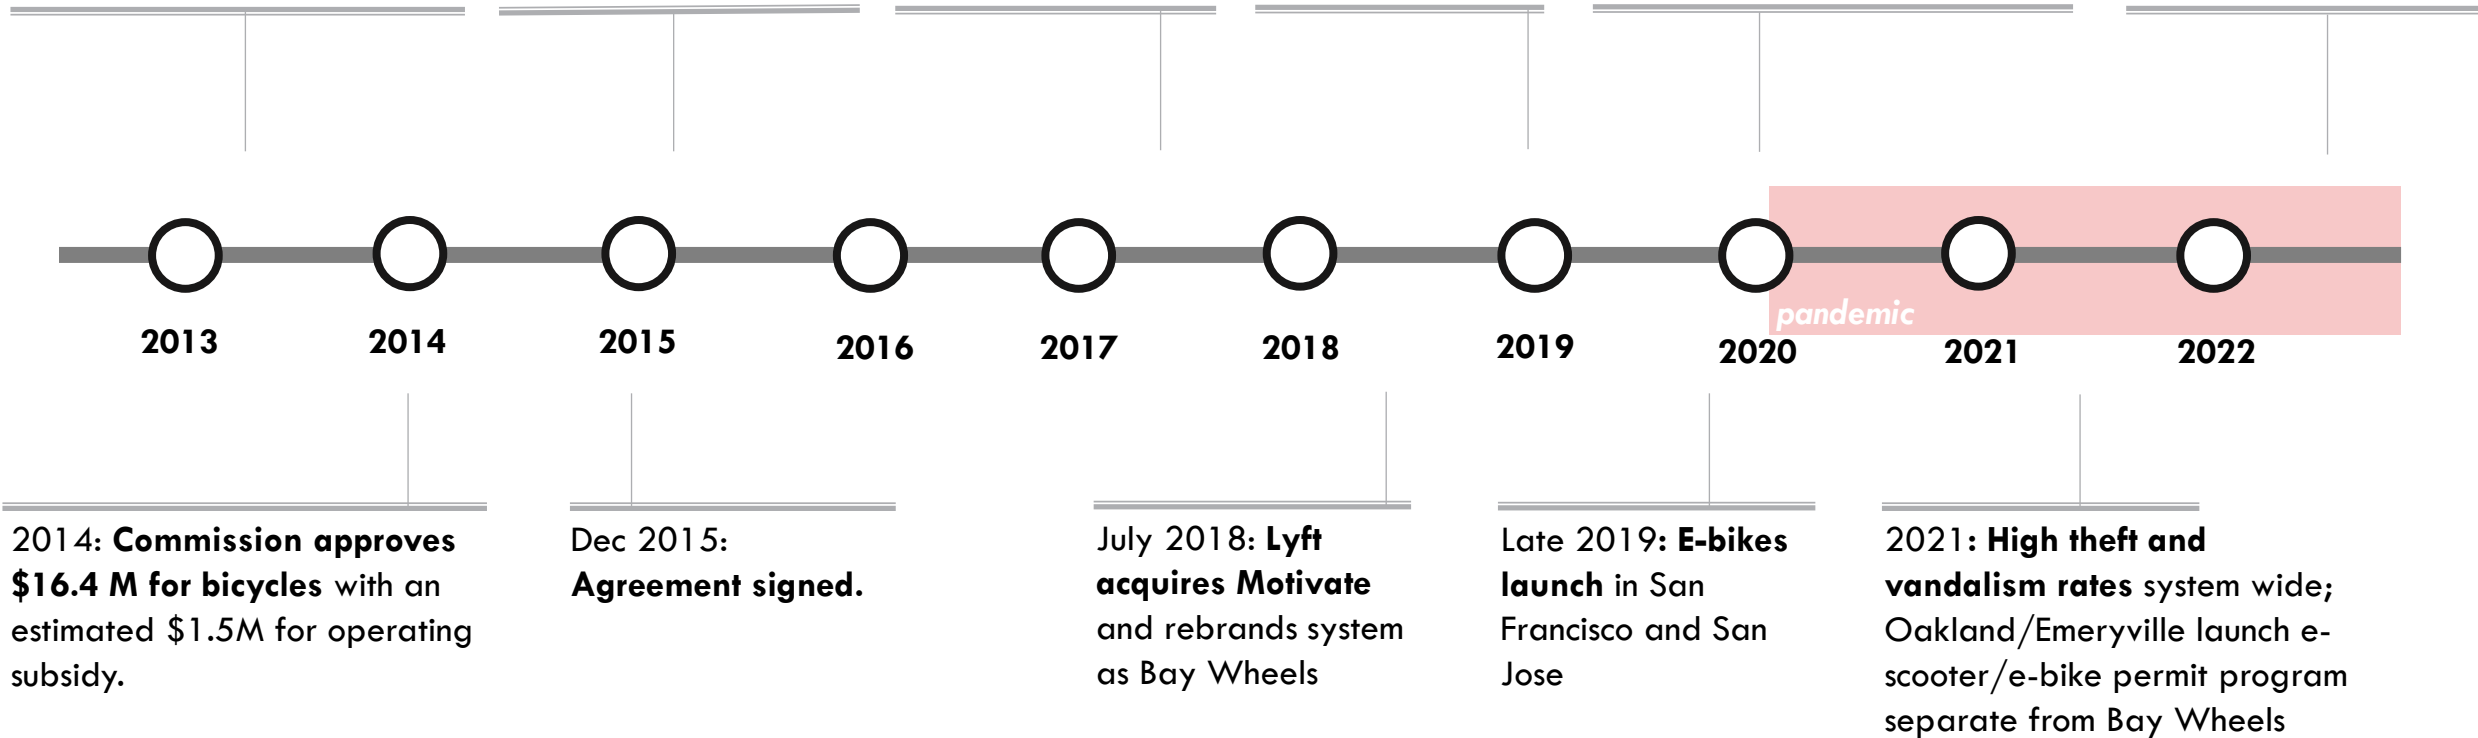 pandemic
2013
2014
2015
2016
2017
2018
2019
2020
2021
2022
2014: Commission approves
$16.4 M for bicycles with an
estimated $1.5M for operating
subsidy.
Dec 2015:
Agreement signed.
July 2018: Lyft
acquires Motivate
and rebrands system
as Bay Wheels
Late 2019: E-bikes
launch in San
Francisco and San
Jose
2021: High theft and
vandalism rates system wide;
Oakland/Emeryville launch e-
scooter/e-bike permit program
separate from Bay Wheels